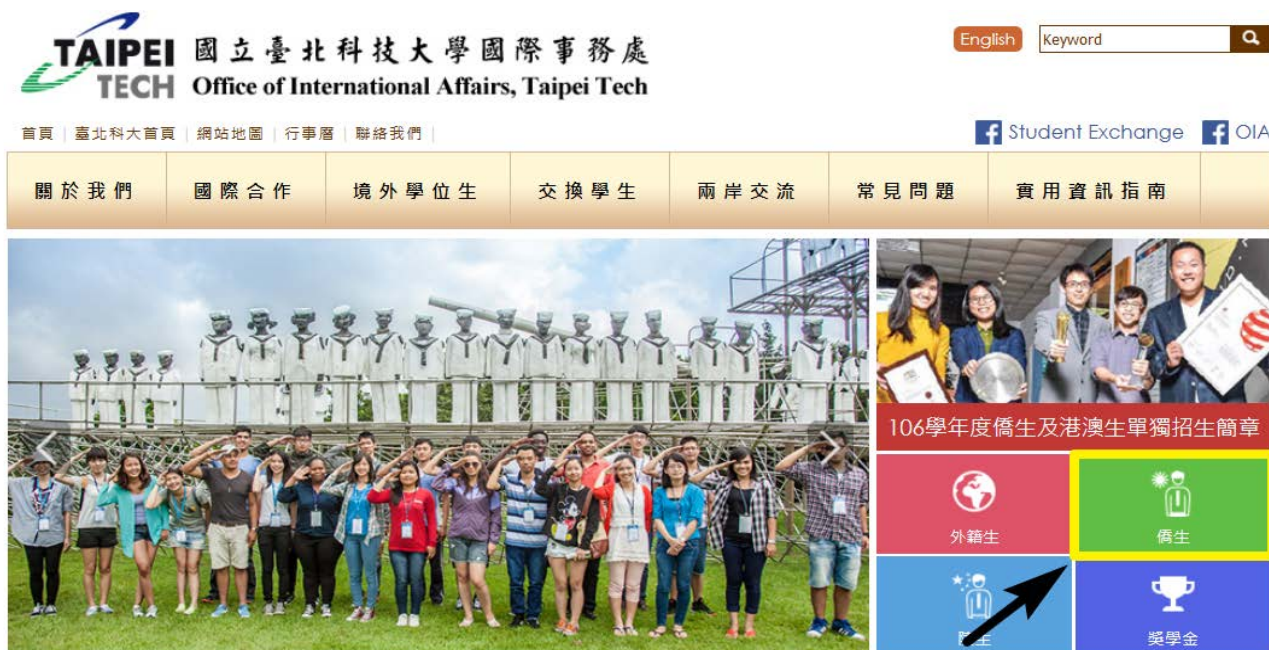 TAIPEI TECH
國立臺北科技大學國際事務處
Office of International Affairs, Taipei Tech
English
Keyword
首頁 | 臺北科大首頁 | 網站地圖 | 行事曆 | 聯絡我們 |
Student Exchange
OIA
關於我們
國際合作
境外學位生
交換學生
兩岸交流
常見問題
實用資訊指南
106學年度僑生及港澳生單獨招生簡章
外籍生
僑生
生
獎學金